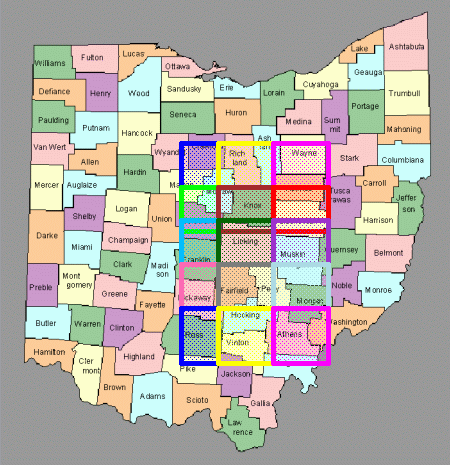 Ashtabula
Lake
Lucas
Fulton
Williams
Ottawa
Geauga
Cuyahoga
Trumbull
Wood
Sandusky
Erie
Lorain
Defiance
Henry
Portage
Seneca
Huron
Medina
Sum
mit
Paulding
Putnam
Hancock
Mahoning
Ash
Van Wert
Wyand
Rich
land
Wayne
Stark
Columbiana
Allen
Hardin
Mercer
Auglaize
Ma
Carroll
Jeffer
son
Tusca
rawas
Logan
Union
Knox
Shelby
Harrison
Darke
Champaign
Licking
Muskin
Guernsey
Belmont
Miami
Clark
Madi
son
Franklin
Mont
gomery
Preble
Greene
Fayette
Pickaway
Fairfield
Pe
Noble
Monroe
Morgan
Butler
Warren
Clinton
Ross
Hocking
Athens
Washington
Hamilton
Cler
mont
Highland
Vinton
Pike
Jackson
Brown
Adams
Scioto
Gallia
Law
rence